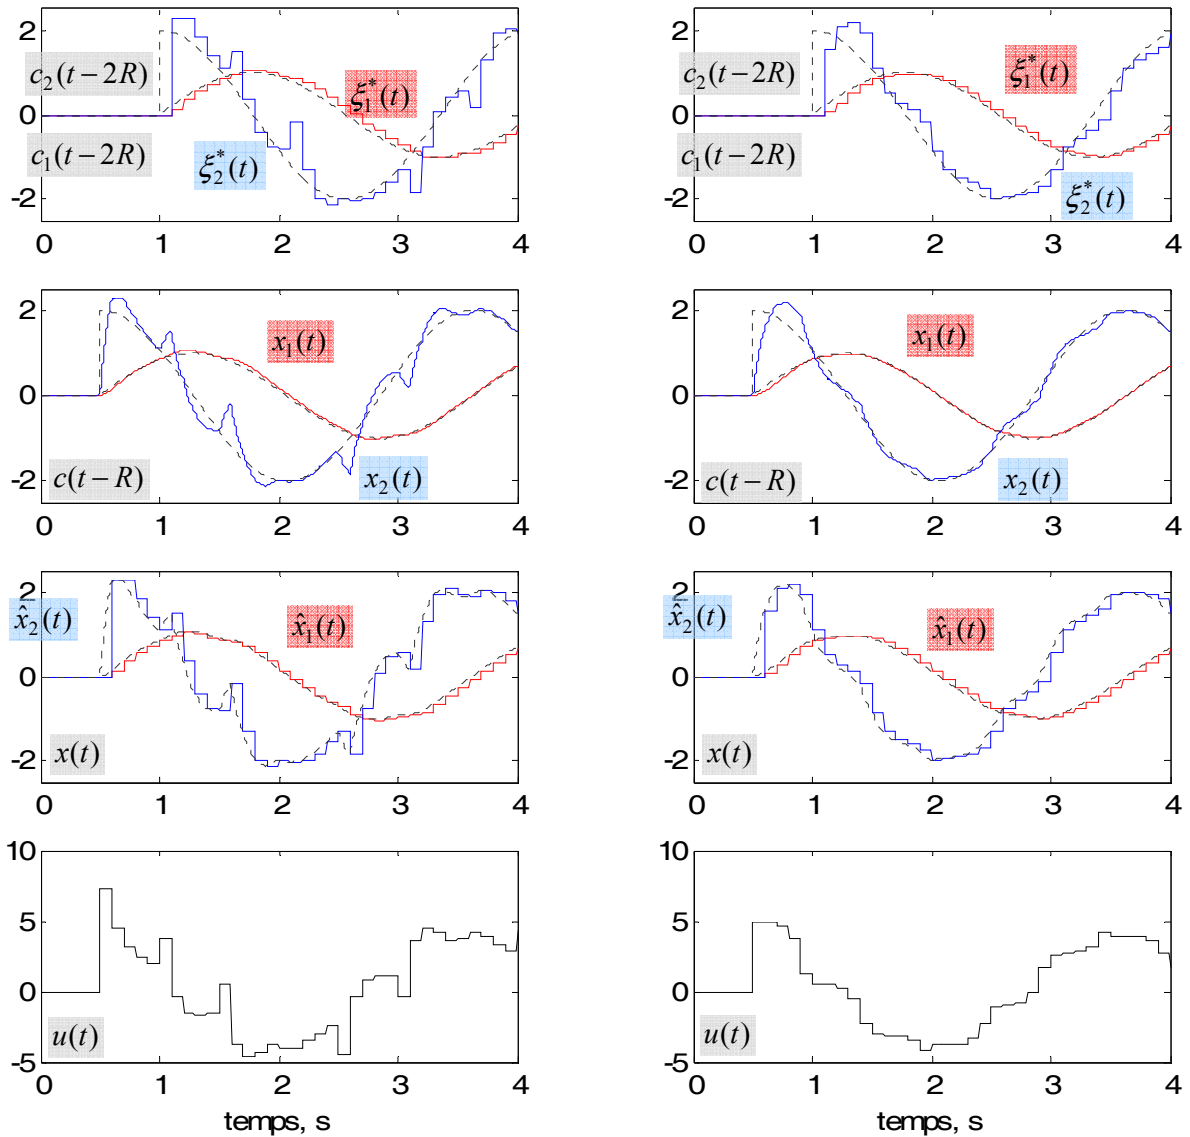 2
0
-2
c₂(t − 2R)
c₁(t − 2R)
ξ₁*(t)
ξ₂*(t)
0 1 2 3 4
2
0
-2
c₂(t − 2R)
c₁(t − 2R)
ξ₁*(t)
ξ₂*(t)
0 1 2 3 4
2
0
-2
x₁(t)
c(t − R)
x₂(t)
0 1 2 3 4
2
0
-2
x₁(t)
c(t − R)
x₂(t)
0 1 2 3 4
2
0
-2
x̂₂(t)
x̂₁(t)
x(t)
0 1 2 3 4
2
0
-2
x̂₂(t)
x̂₁(t)
x(t)
0 1 2 3 4
10
5
0
-5
u(t)
0 1 2 3 4
temps, s
10
5
0
-5
u(t)
0 1 2 3 4
temps, s